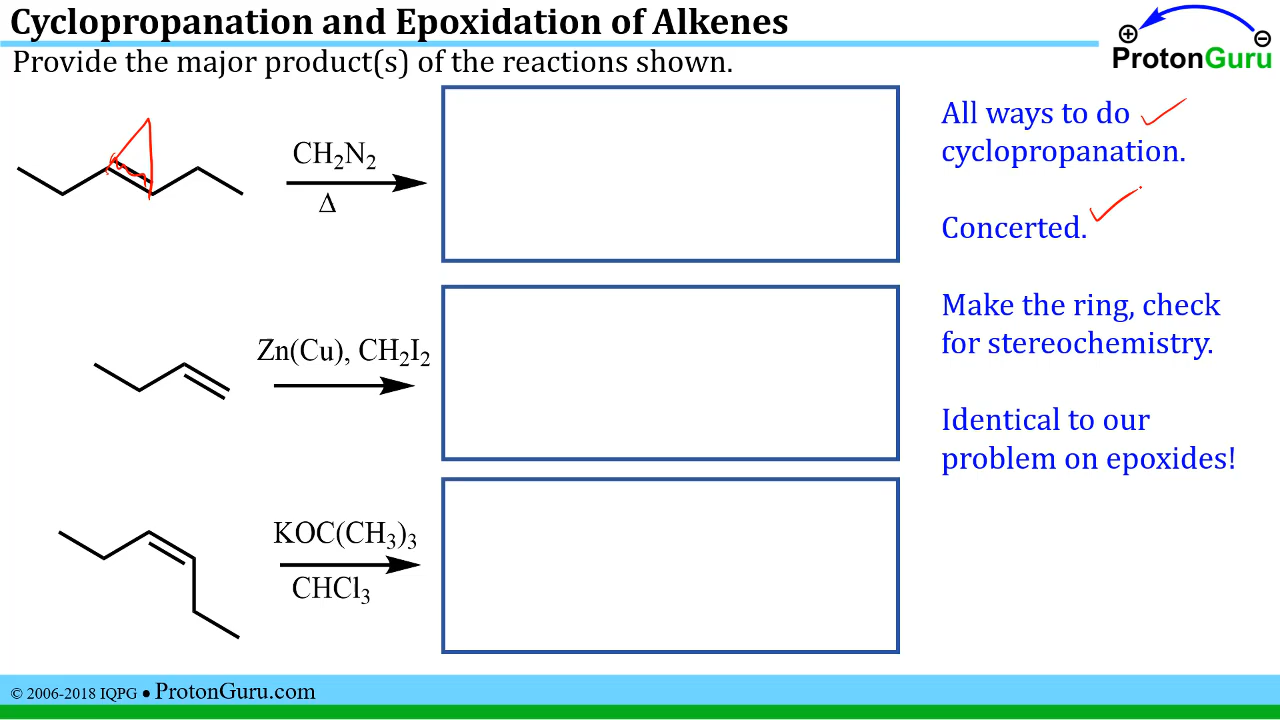 Cyclopropanation and Epoxidation of Alkenes
Provide the major product(s) of the reactions shown.
⊕ ⊖
ProtonGuru
CH₂N₂
Δ
All ways to do
cyclopropanation.
Concerted.
Make the ring, check
for stereochemistry.
Zn(Cu), CH₂I₂
Identical to our
problem on epoxides!
KOC(CH₃)₃
CHCl₃
© 2006-2018 IQPG ● ProtonGuru.com